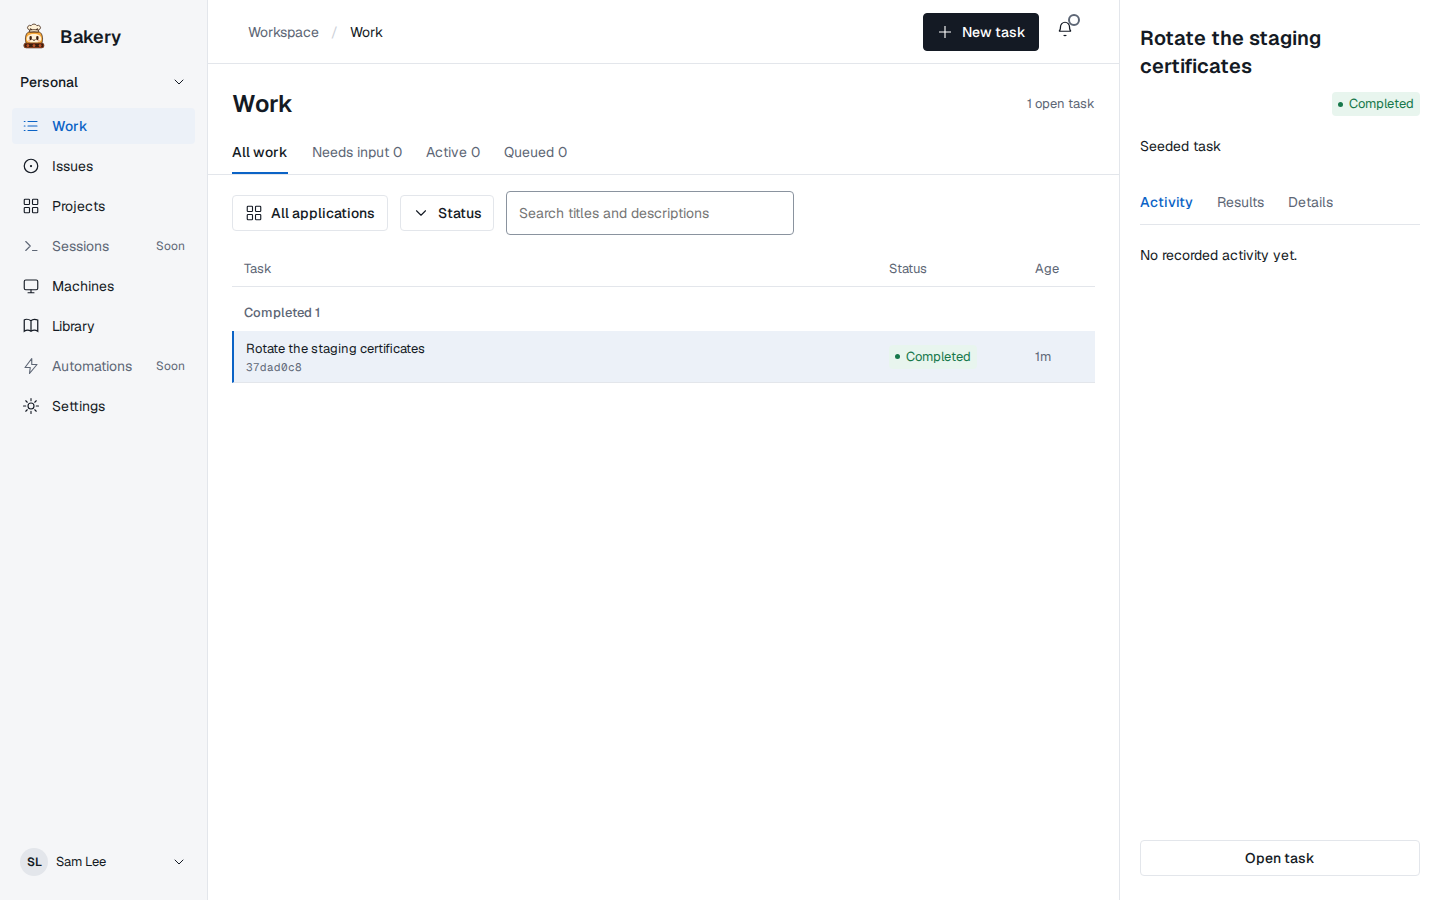 Bakery
Personal
Work
Issues
Projects
Sessions Soon
Machines
Library
Automations Soon
Settings
SL Sam Lee
Workspace / Work
New task
Work
1 open task
All work Needs input 0 Active 0 Queued 0
All applications Status Search titles and descriptions
Task Status Age
Completed 1
Rotate the staging certificates
37dad0c8
Completed 1m
Rotate the staging
certificates
Completed
Seeded task
Activity Results Details
No recorded activity yet.
Open task